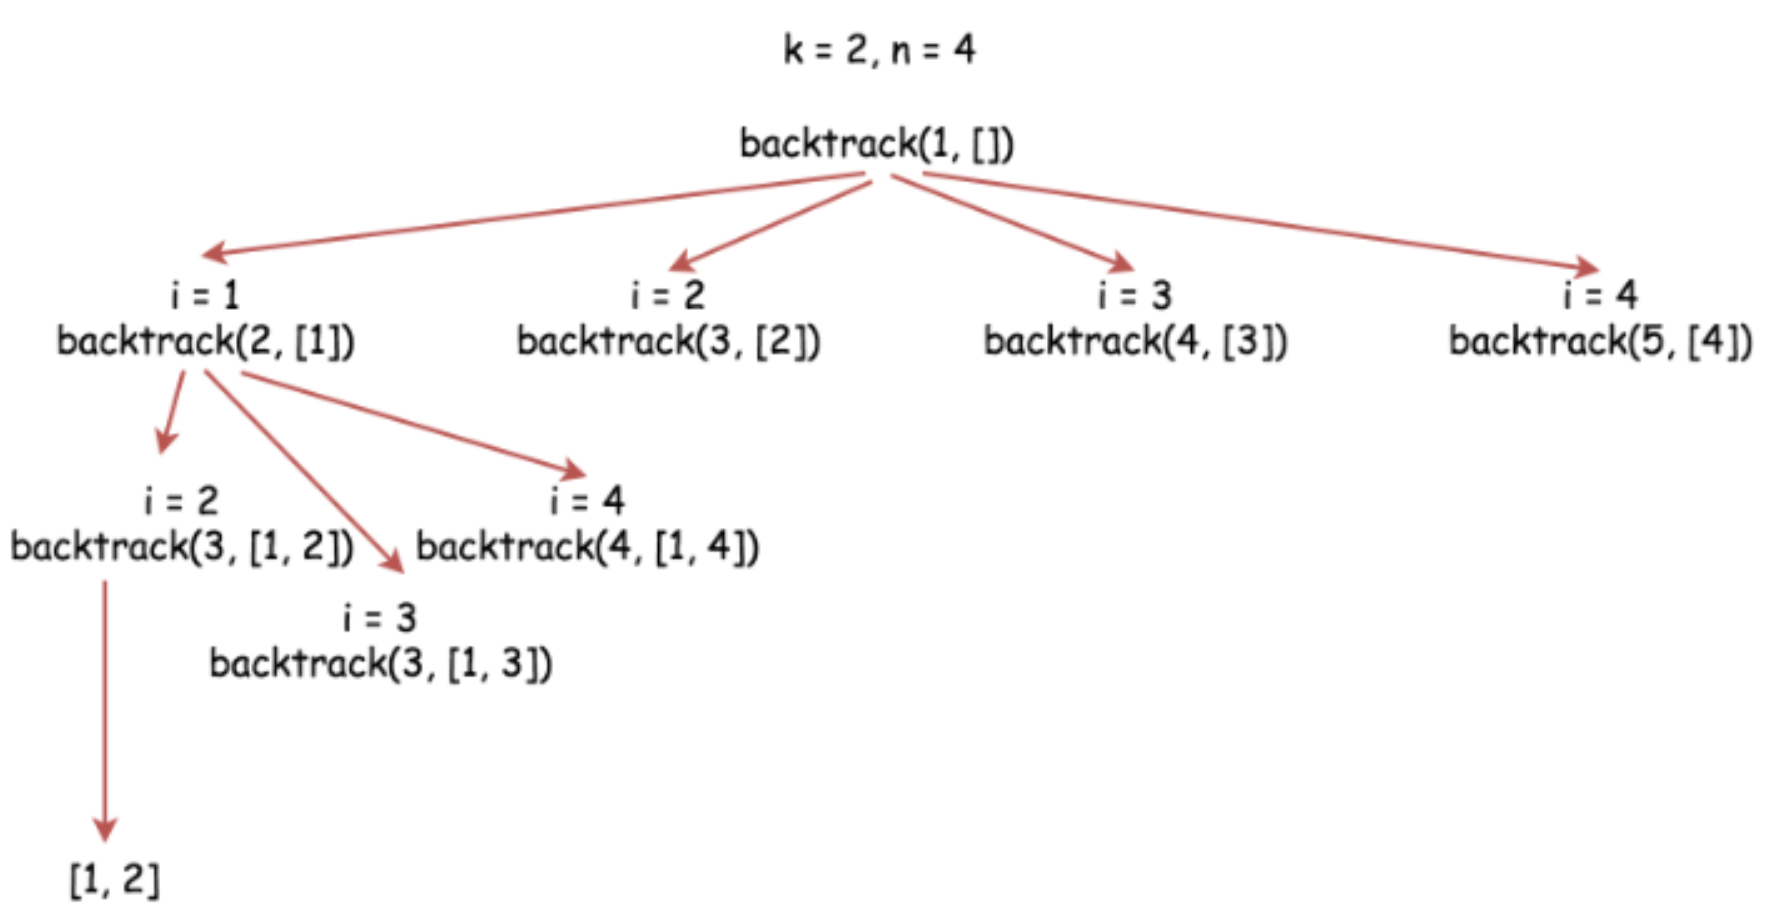 k = 2, n = 4
backtrack(1, [])
i = 1
backtrack(2, [1])
i = 2
backtrack(3, [2])
i = 3
backtrack(4, [3])
i = 4
backtrack(5, [4])
i = 2
backtrack(3, [1, 2])
i = 4
backtrack(4, [1, 4])
i = 3
backtrack(3, [1, 3])
[1, 2]